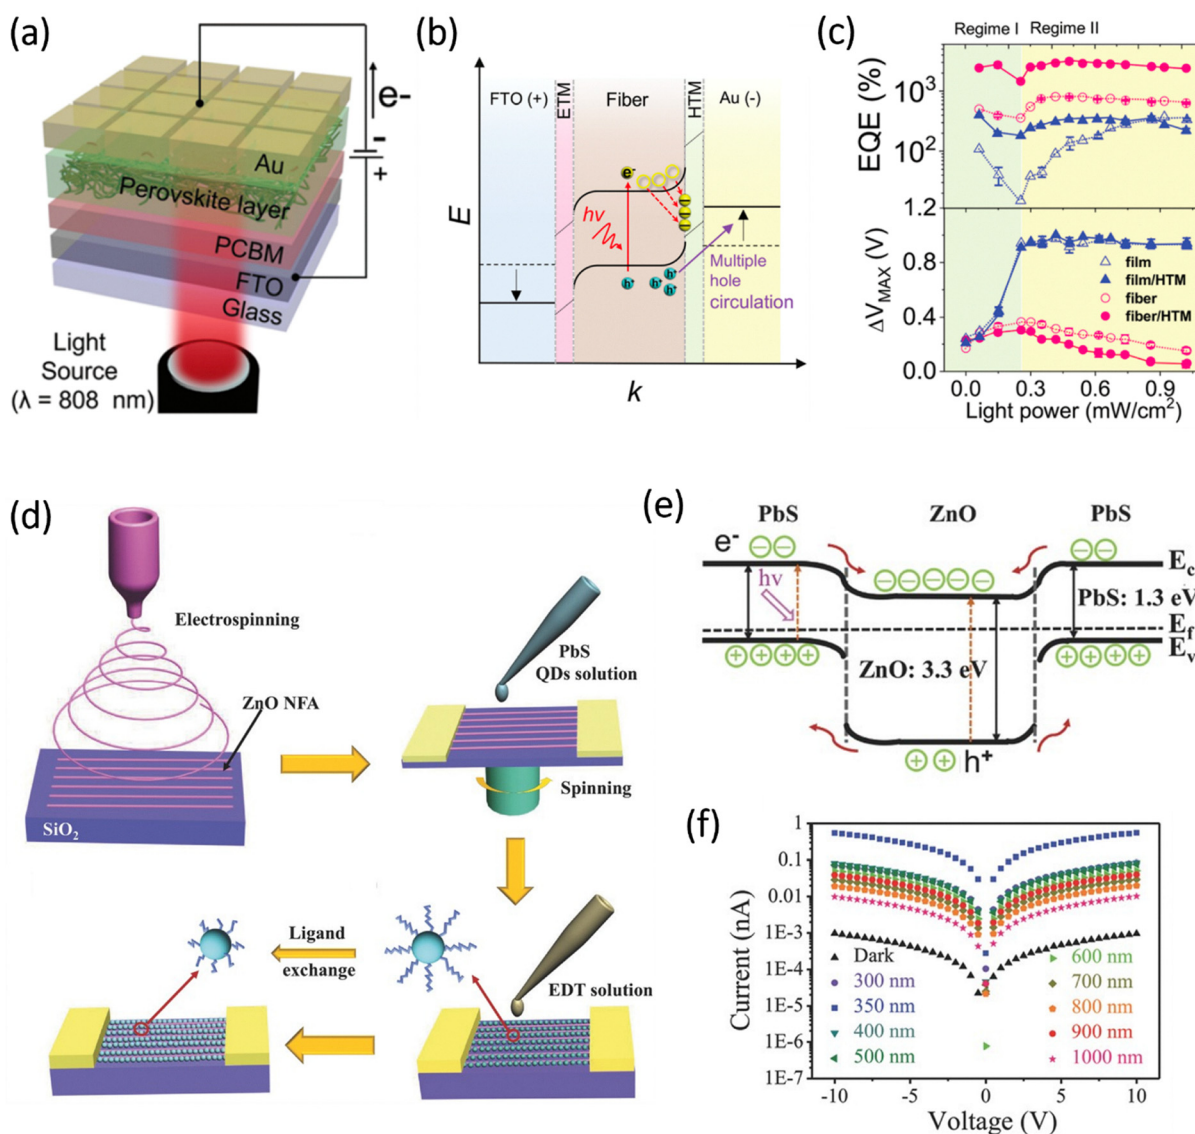 (a)
e-
-
+
Au
Perovskite layer
PCBM
FTO
Glass
Light
Source
(λ = 808 nm)
(b)
E
FTO (+)
ETM
Fiber
HTM
Au (-)
e-
hν
h+
h+
h+
h+
Multiple
hole
circulation
k
(c)
Regime I
Regime II
EQE (%)
10³
10²
1.2
0.8
0.4
0.0
ΔVMAX (V)
film
film/HTM
fiber
fiber/HTM
0.0
0.3
0.6
0.9
Light power (mW/cm²)
(d)
Electrospinning
ZnO NFA
SiO₂
PbS
QDs solution
Spinning
Ligand
exchange
EDT solution
(e)
PbS
ZnO
PbS
e-
hv
Ec
PbS: 1.3 eV
Ef
Ev
ZnO: 3.3 eV
h+
(f)
Current (nA)
1
0.1
0.01
1E-3
1E-4
1E-5
1E-6
1E-7
Dark
300 nm
350 nm
400 nm
500 nm
600 nm
700 nm
800 nm
900 nm
1000 nm
-10
-5
0
5
10
Voltage (V)